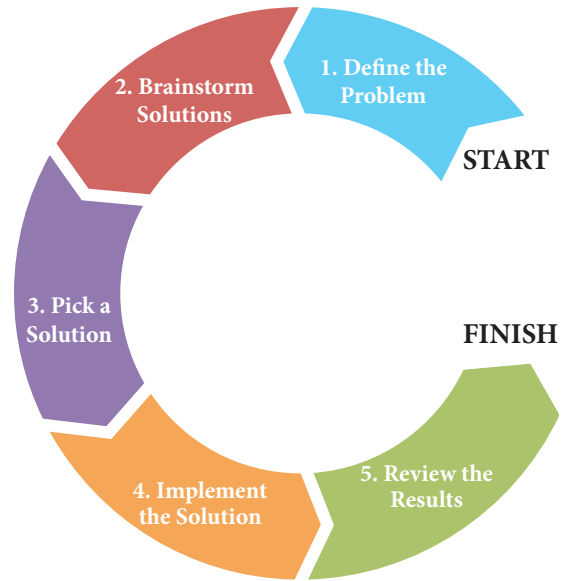 START
1. Define the
Problem
2. Brainstorm
Solutions
3. Pick a
Solution
4. Implement
the Solution
5. Review the
Results
FINISH